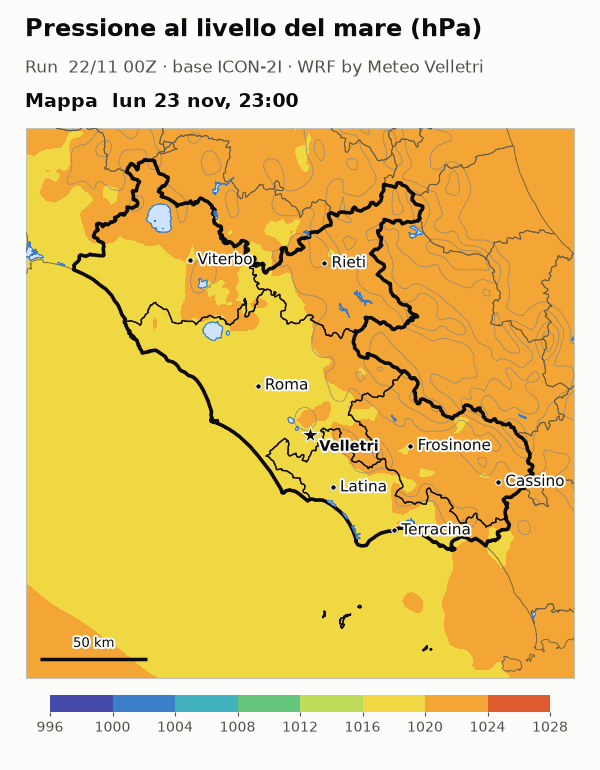 Pressione al livello del mare (hPa)
Run 22/11 00Z · base ICON-2I · WRF by Meteo Velletri
Mappa lun 23 nov, 23:00
Viterbo
Rieti
Roma
Velletri
Frosinone
Cassino
Latina
Terracina
50 km
996 1000 1004 1008 1012 1016 1020 1024 1028